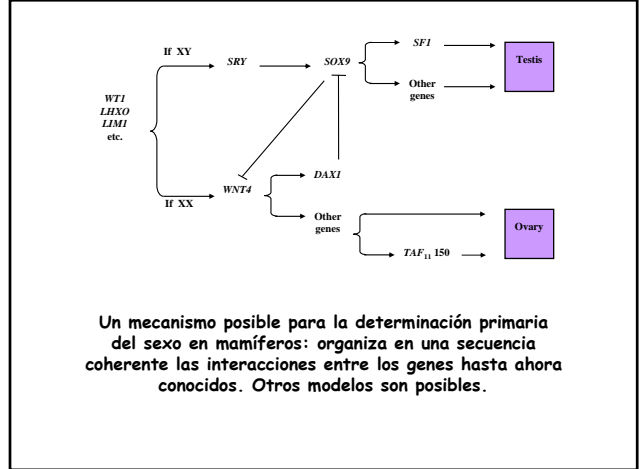 If XY
SRY
SOX9
SF1
Testis
Other
genes
WT1
LHXO
LIM1
etc.
If XX
WNT4
DAX1
Other
genes
TAF₁₁ 150
Ovary
Un mecanismo posible para la determinación primaria
del sexo en mamíferos: organiza en una secuencia
coherente las interacciones entre los genes hasta ahora
conocidos. Otros modelos son posibles.